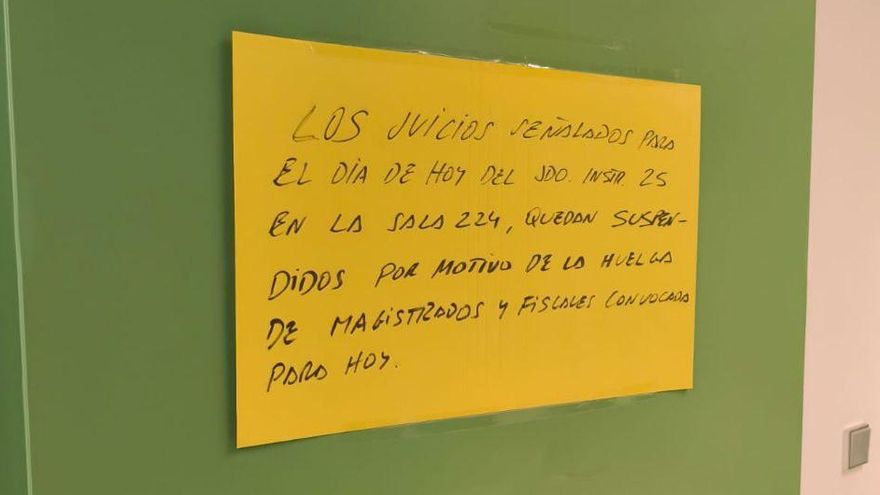 LOS JUICIOS SEÑALADOS PARA
EL DÍA DE HOY DEL JDO. INSTR. 25
EN LA SALA 224, QUEDAN SUSPEN-
DIDOS POR MOTIVO DE LA HUELGA
DE MAGISTRADOS Y FISCALES CONVOCADA
PARA HOY.